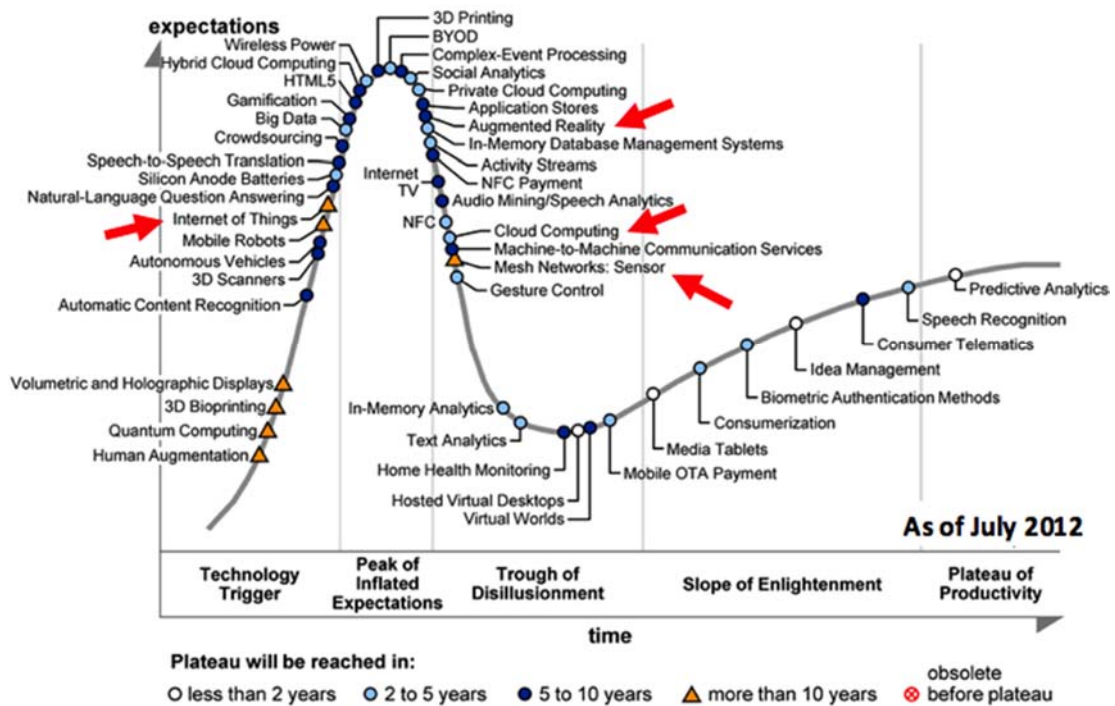 expectations
3D Printing
BYOD
Wireless Power
Complex-Event Processing
Hybrid Cloud Computing
Social Analytics
HTML5
Private Cloud Computing
Gamification
Application Stores
Big Data
Augmented Reality
Crowdsourcing
In-Memory Database Management Systems
Speech-to-Speech Translation
Activity Streams
Silicon Anode Batteries
Internet
TV
NFC Payment
Natural-Language Question Answering
Audio Mining/Speech Analytics
Internet of Things
NFC
Cloud Computing
Mobile Robots
Machine-to-Machine Communication Services
Autonomous Vehicles
Mesh Networks: Sensor
3D Scanners
Gesture Control
Automatic Content Recognition
Predictive Analytics
Speech Recognition
Consumer Telematics
Idea Management
Volumetric and Holographic Displays
Biometric Authentication Methods
3D Bioprinting
In-Memory Analytics
Consumerization
Quantum Computing
Text Analytics
Media Tablets
Human Augmentation
Home Health Monitoring
Mobile OTA Payment
Hosted Virtual Desktops
Virtual Worlds
As of July 2012
Technology
Trigger
Peak of
Inflated
Expectations
Trough of
Disillusionment
Slope of Enlightenment
Plateau of
Productivity
time
Plateau will be reached in:
less than 2 years
2 to 5 years
5 to 10 years
more than 10 years
obsolete
before plateau